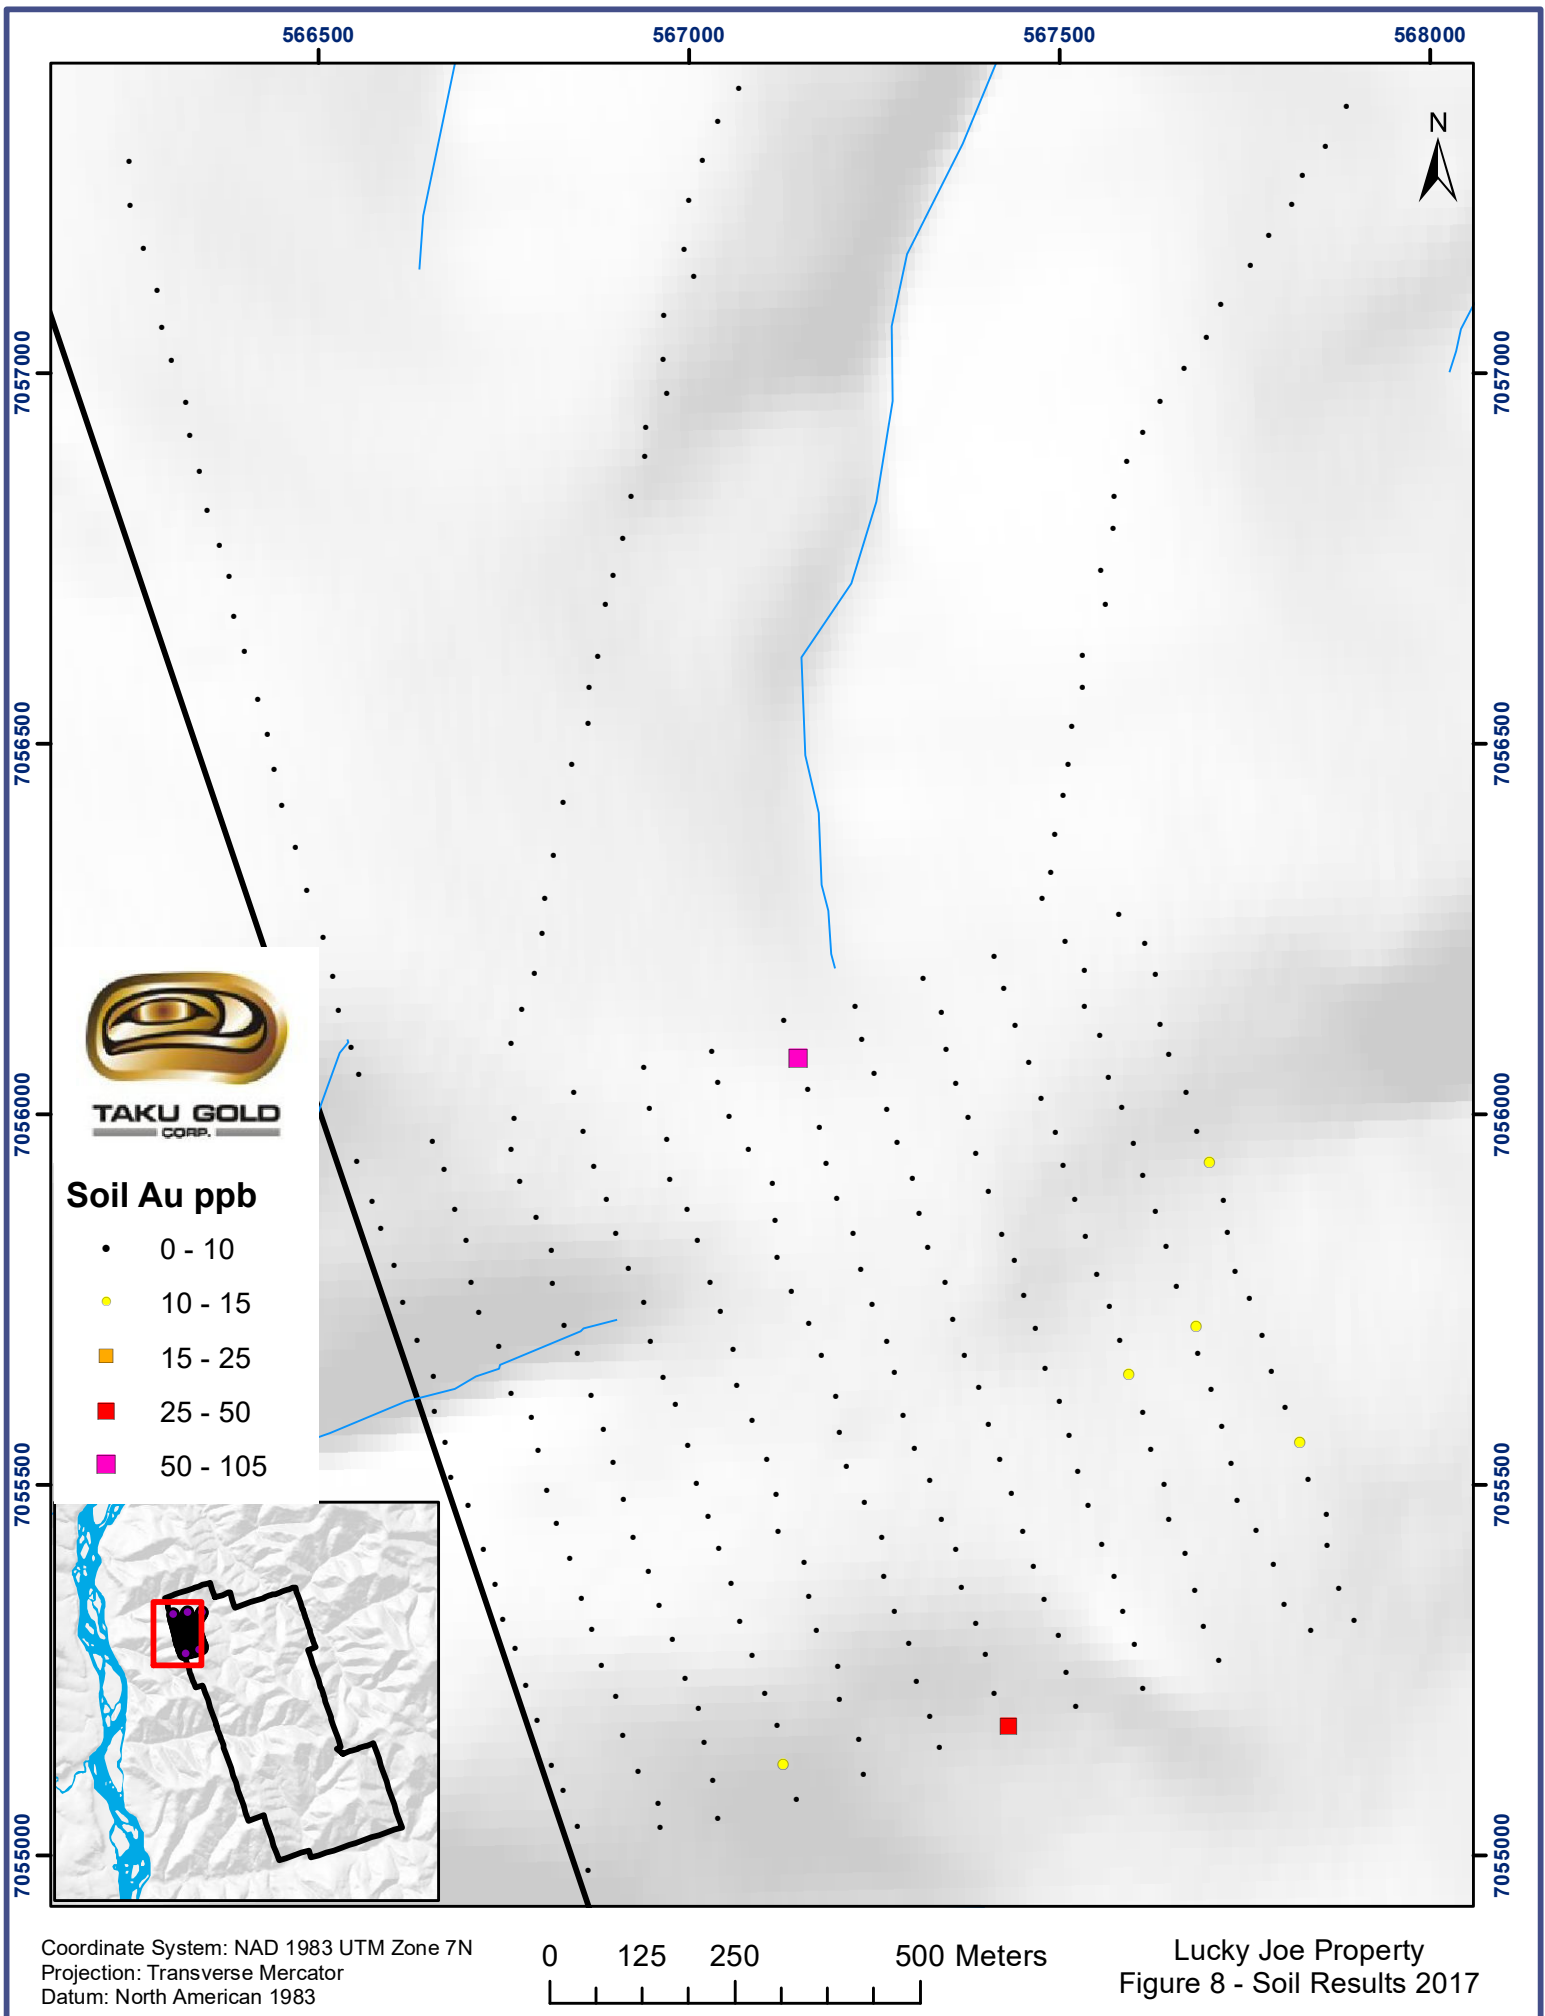 566500 567000 567500 568000
N
7057000 7057000
7056500 7056500
7056000 7056000
7055500 7055500
7055000 7055000
TAKU GOLD
CORP.
Soil Au ppb
0 - 10
10 - 15
15 - 25
25 - 50
50 - 105
Coordinate System: NAD 1983 UTM Zone 7N
Projection: Transverse Mercator
Datum: North American 1983
0 125 250 500 Meters
Lucky Joe Property
Figure 8 - Soil Results 2017